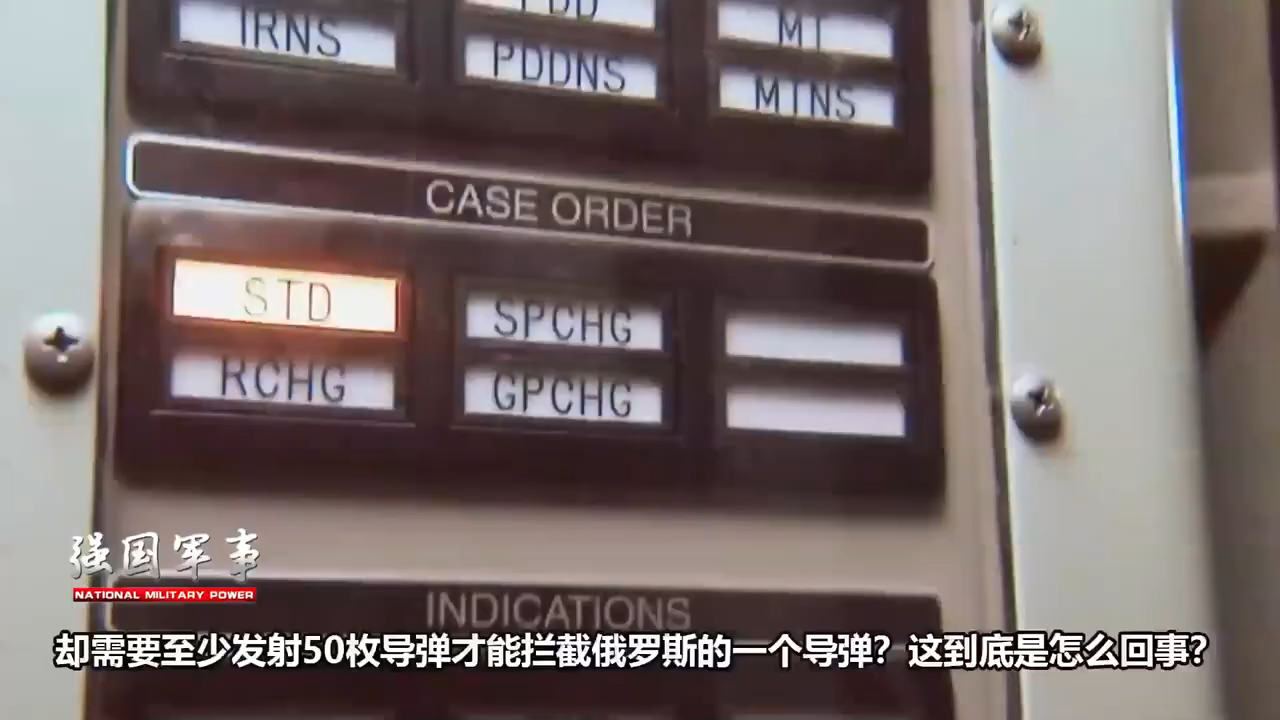 IRNS
PDD
PDDNS
MT
MTNS
CASE ORDER
STD
RCHG
SPCHG
GPCHG
强国军事
NATIONAL MILITARY POWER
INDICATIONS
却需要至少发射50枚导弹才能拦截俄罗斯的一个导弹？这到底是怎么回事？